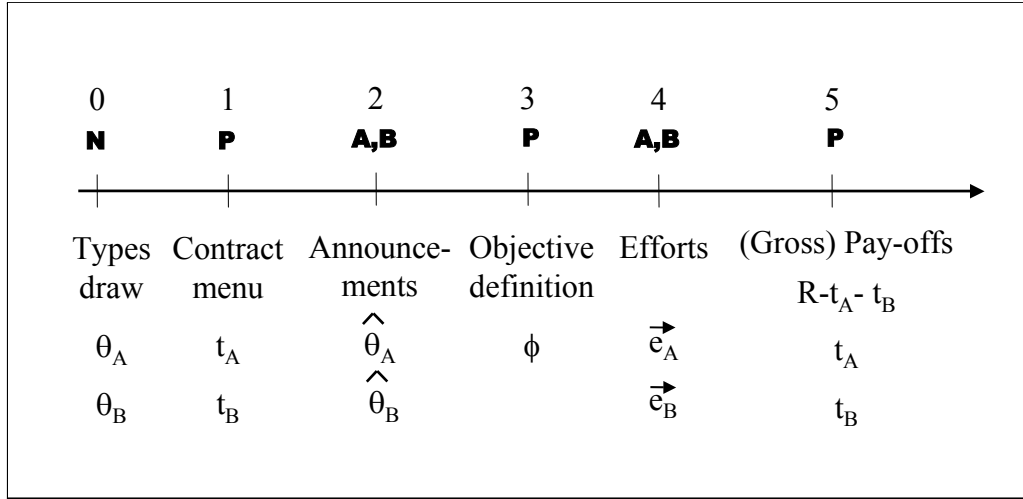 0 1 2 3 4 5
N P A,B P A,B P
Types Contract Announce- Objective Efforts (Gross) Pay-offs
draw menu ments definition R-t_A- t_B
θ_A t_A θ̂_A ϕ e⃗_A t_A
θ_B t_B θ̂_B e⃗_B t_B